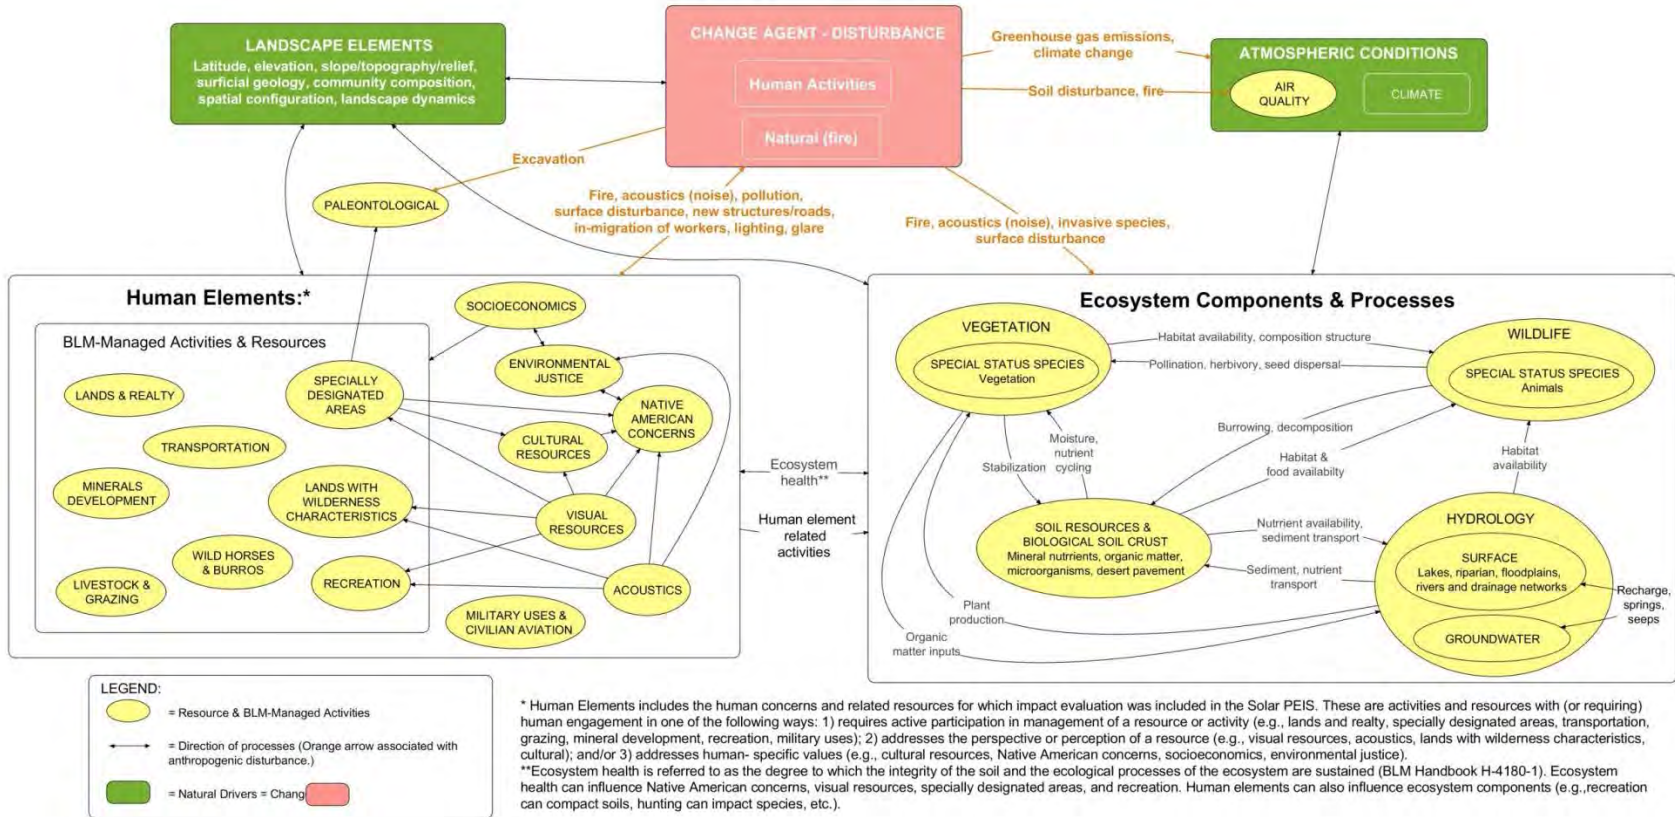 LANDSCAPE ELEMENTS
Latitude, elevation, slope/topography/relief,
surficial geology, community composition,
spatial configuration, landscape dynamics
CHANGE AGENT - DISTURBANCE
Human Activities
Natural (fire)
Greenhouse gas emissions,
climate change
Soil disturbance, fire
ATMOSPHERIC CONDITIONS
AIR
QUALITY
CLIMATE
Excavation
PALEONTOLOGICAL
Fire, acoustics (noise), pollution,
surface disturbance, new structures/roads,
in-migration of workers, lighting, glare
Fire, acoustics (noise), invasive species,
surface disturbance
Human Elements:*
BLM-Managed Activities & Resources
LANDS & REALTY
TRANSPORTATION
MINERALS
DEVELOPMENT
WILD HORSES
& BURROS
LIVESTOCK &
GRAZING
SPECIALLY
DESIGNATED
AREAS
LANDS WITH
WILDERNESS
CHARACTERISTICS
RECREATION
SOCIOECONOMICS
ENVIRONMENTAL
JUSTICE
NATIVE
AMERICAN
CONCERNS
CULTURAL
RESOURCES
VISUAL
RESOURCES
ACOUSTICS
MILITARY USES &
CIVILIAN AVIATION
Ecosystem
health**
Human element
related
activities
Ecosystem Components & Processes
VEGETATION
SPECIAL STATUS SPECIES
Vegetation
Habitat availability, composition structure
Pollination, herbivory, seed dispersal
WILDLIFE
SPECIAL STATUS SPECIES
Animals
Stabilization
Moisture,
nutrient
cycling
Burrowing, decomposition
Habitat &
food availabilty
Habitat
availability
SOIL RESOURCES &
BIOLOGICAL SOIL CRUST
Mineral nutrients, organic matter,
microorganisms, desert pavement
Nutrient availability,
sediment transport
Sediment, nutrient
transport
HYDROLOGY
SURFACE
Lakes, riparian, floodplains,
rivers and drainage networks
GROUNDWATER
Recharge,
springs,
seeps
Plant
production
Organic
matter inputs
LEGEND:
= Resource & BLM-Managed Activities
= Direction of processes (Orange arrow associated with
anthropogenic disturbance.)
= Natural Drivers = Chang
* Human Elements includes the human concerns and related resources for which impact evaluation was included in the Solar PEIS. These are activities and resources with (or requiring)
human engagement in one of the following ways: 1) requires active participation in management of a resource or activity (e.g., lands and realty, specially designated areas, transportation,
grazing, mineral development, recreation, military uses); 2) addresses the perspective or perception of a resource (e.g., visual resources, acoustics, lands with wilderness characteristics,
cultural); and/or 3) addresses human- specific values (e.g., cultural resources, Native American concerns, socioeconomics, environmental justice).
**Ecosystem health is referred to as the degree to which the integrity of the soil and the ecological processes of the ecosystem are sustained (BLM Handbook H-4180-1). Ecosystem
health can influence Native American concerns, visual resources, specially designated areas, and recreation. Human elements can also influence ecosystem components (e.g.,recreation
can compact soils, hunting can impact species, etc.).